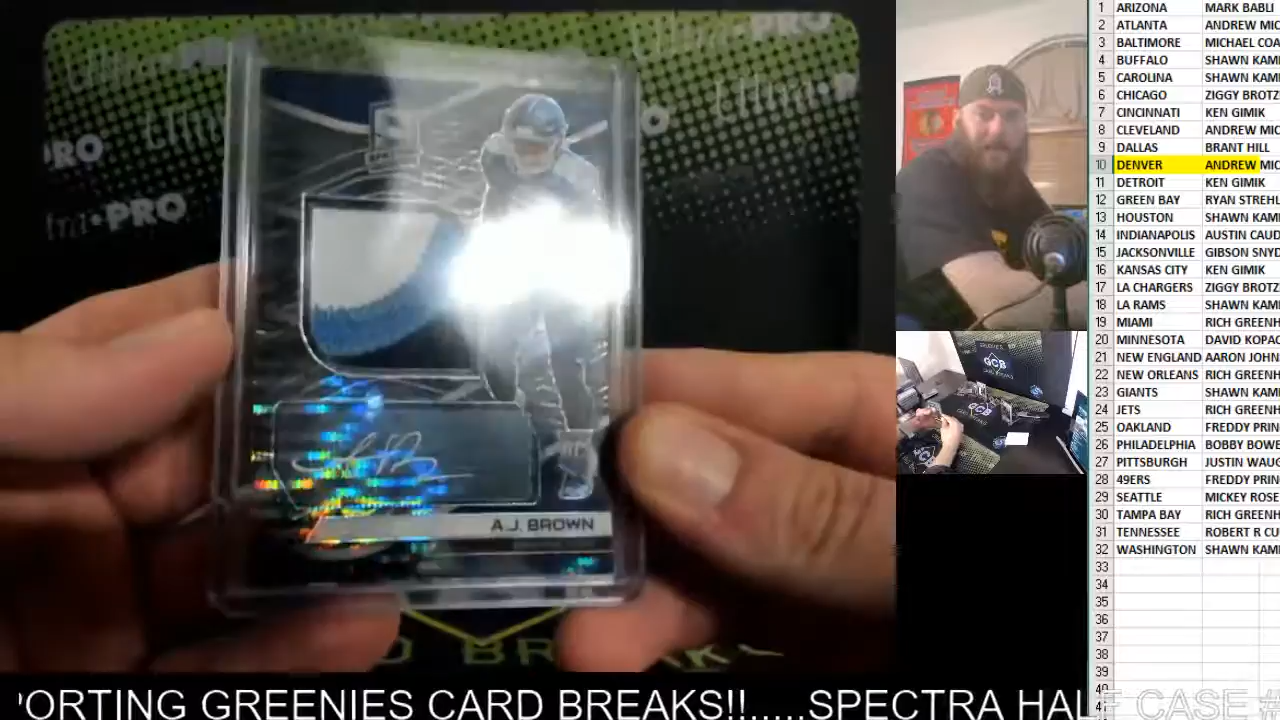 Ultra
PRO
PRO
PRO
A.J. BROWN
GCB
1 ARIZONA MARK BABLI
2 ATLANTA ANDREW MIC
3 BALTIMORE MICHAEL COA
4 BUFFALO SHAWN KAM
5 CAROLINA SHAWN KAM
6 CHICAGO ZIGGY BROTZ
7 CINCINNATI KEN GIMIK
8 CLEVELAND ANDREW MIC
9 DALLAS BRANT HILL
10 DENVER ANDREW MIC
11 DETROIT KEN GIMIK
12 GREEN BAY RYAN STREHL
13 HOUSTON SHAWN KAM
14 INDIANAPOLIS AUSTIN CAUD
15 JACKSONVILLE GIBSON SNYD
16 KANSAS CITY KEN GIMIK
17 LA CHARGERS ZIGGY BROTZ
18 LA RAMS SHAWN KAM
19 MIAMI RICH GREENH
20 MINNESOTA DAVID KOPAC
21 NEW ENGLAND AARON JOHN
22 NEW ORLEANS RICH GREENH
23 GIANTS SHAWN KAM
24 JETS RICH GREENH
25 OAKLAND FREDDY PRIN
26 PHILADELPHIA BOBBY BOWE
27 PITTSBURGH JUSTIN WAUG
28 49ERS FREDDY PRIN
29 SEATTLE MICKEY ROSE
30 TAMPA BAY RICH GREENH
31 TENNESSEE ROBERT R CU
32 WASHINGTON SHAWN KAM
33
34
35
36
37
38
39
40
PORTING GREENIES CARD BREAKS!!.....SPECTRA HALF CASE #